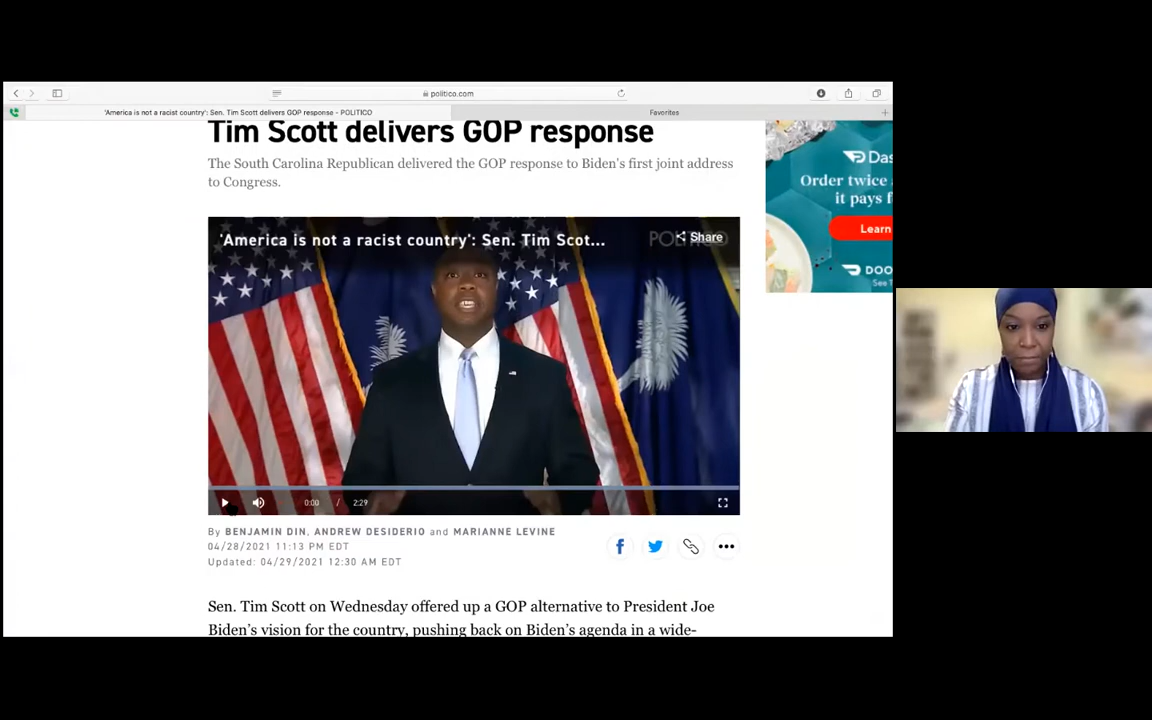 politico.com
'America is not a racist country': Sen. Tim Scott delivers GOP response - POLITICO
Favorites
Tim Scott delivers GOP response
The South Carolina Republican delivered the GOP response to Biden's first joint address
to Congress.
'America is not a racist country': Sen. Tim Scot...
POLITICO
Share
0:00 / 2:29
By BENJAMIN DIN, ANDREW DESIDERIO and MARIANNE LEVINE
04/28/2021 11:13 PM EDT
Updated: 04/29/2021 12:30 AM EDT
Sen. Tim Scott on Wednesday offered up a GOP alternative to President Joe
Biden's vision for the country, pushing back on Biden's agenda in a wide-
Das
Order twice
it pays f
Learn
DOO
See T